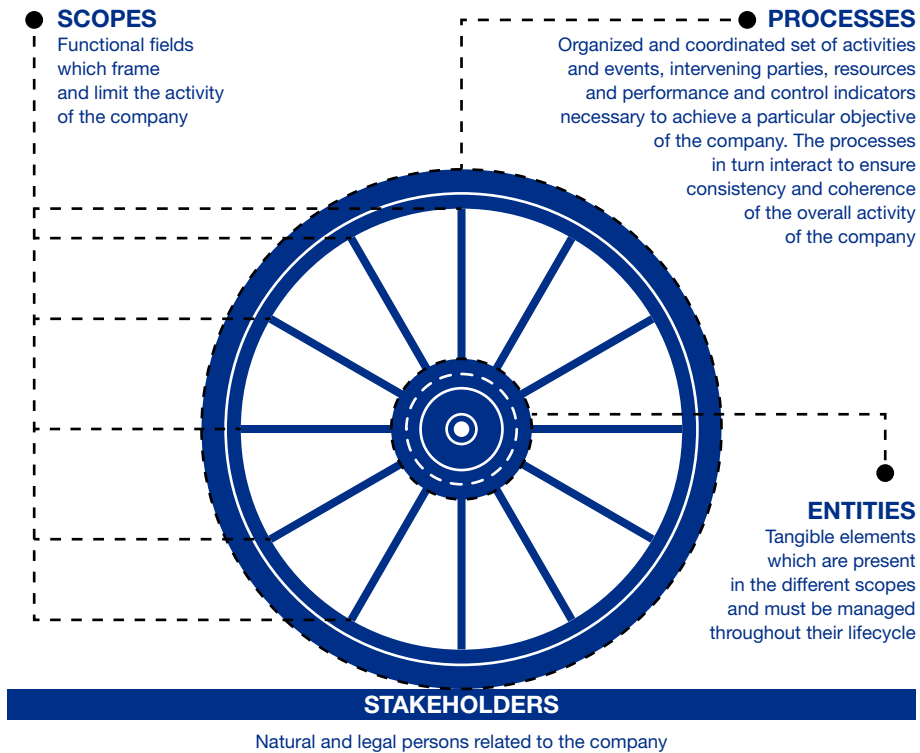 SCOPES
Functional fields
which frame
and limit the activity
of the company
PROCESSES
Organized and coordinated set of activities
and events, intervening parties, resources
and performance and control indicators
necessary to achieve a particular objective
of the company. The processes
in turn interact to ensure
consistency and coherence
of the overall activity
of the company
ENTITIES
Tangible elements
which are present
in the different scopes
and must be managed
throughout their lifecycle
STAKEHOLDERS
Natural and legal persons related to the company